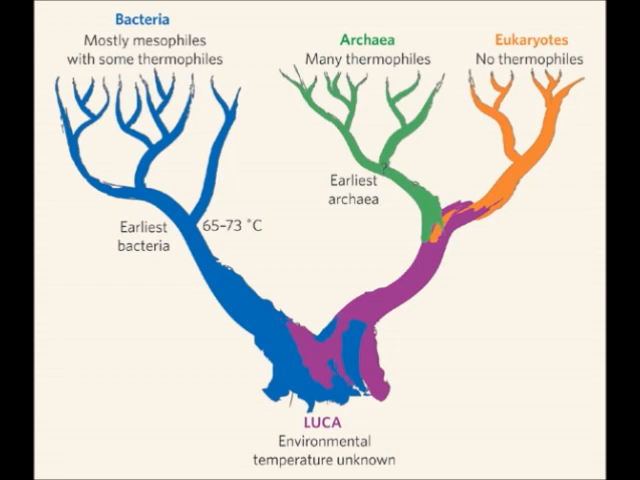 Bacteria
Mostly mesophiles
with some thermophiles
Archaea
Many thermophiles
Eukaryotes
No thermophiles
?
Earliest
archaea
Earliest
bacteria
65–73 °C
LUCA
Environmental
temperature unknown